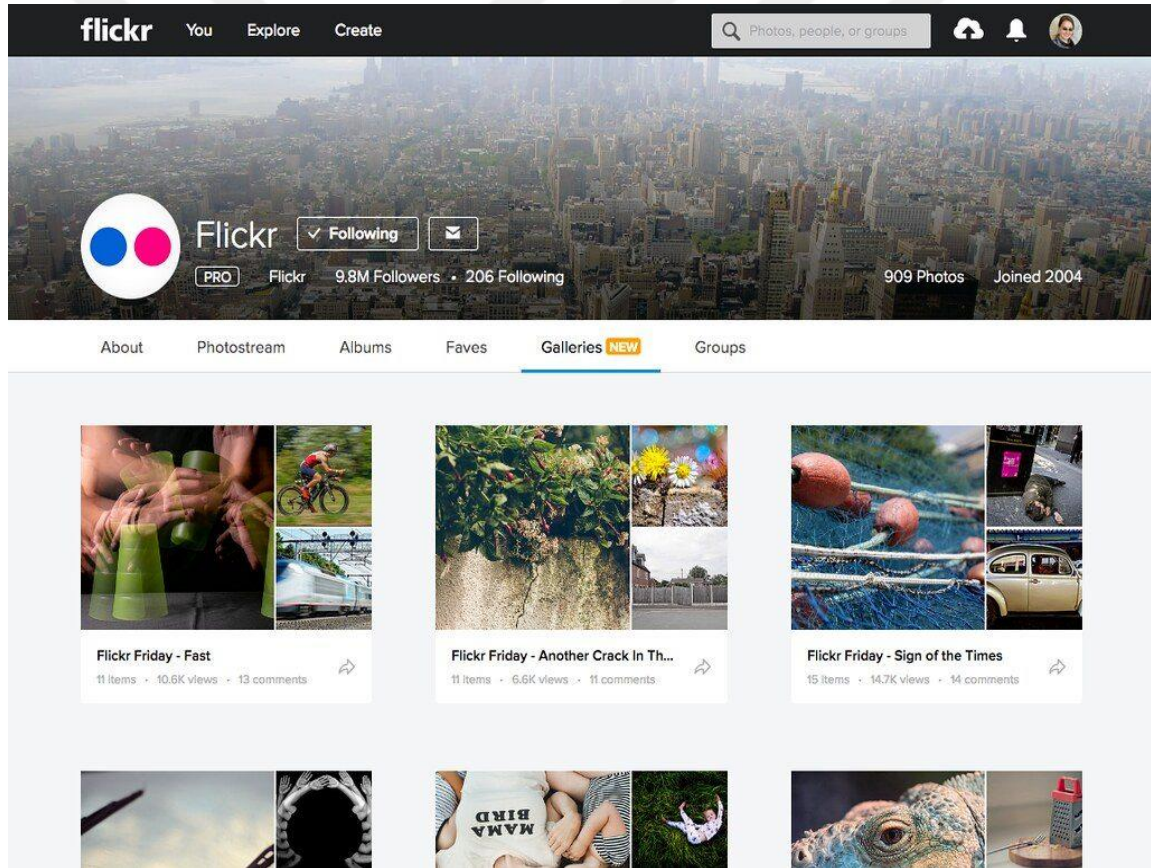 flickr You Explore Create Photos, people, or groups
Flickr Following
PRO Flickr 9.8M Followers • 206 Following 909 Photos Joined 2004
About Photostream Albums Faves Galleries NEW Groups
Flickr Friday - Fast
11 items · 10.6K views · 13 comments
Flickr Friday - Another Crack In Th...
11 items · 6.6K views · 11 comments
Flickr Friday - Sign of the Times
15 items · 14.7K views · 14 comments
MAMA
BIRD